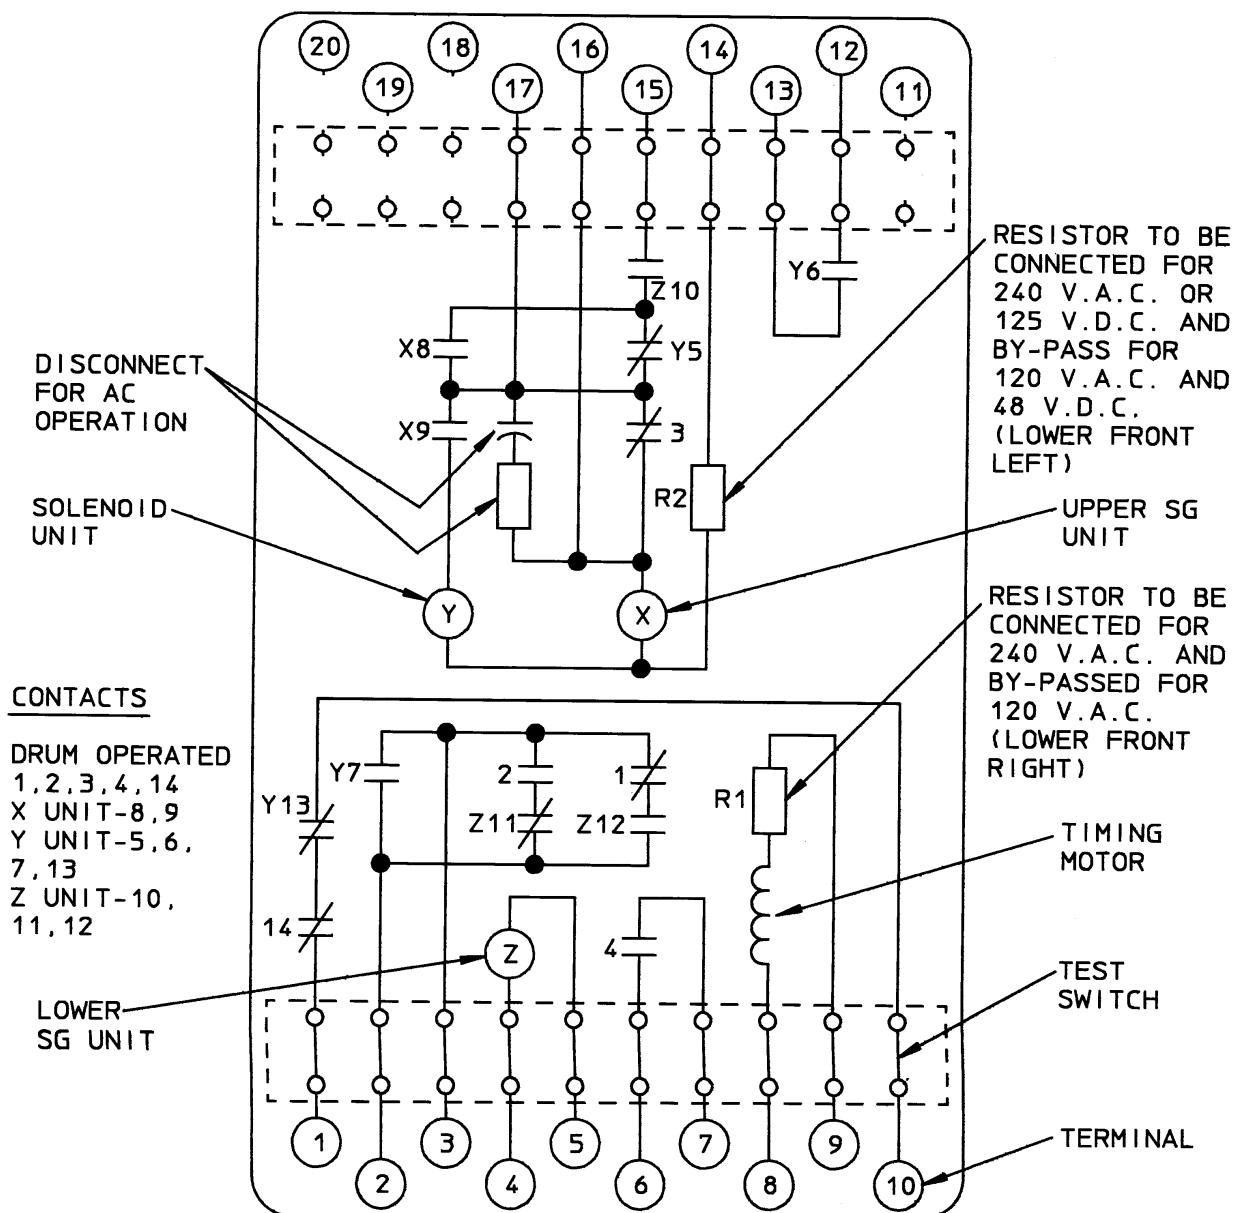 20
18
16
14
12
19
17
15
13
11
RESISTOR TO BE
CONNECTED FOR
240 V.A.C. OR
125 V.D.C. AND
BY-PASS FOR
120 V.A.C. AND
48 V.D.C.
(LOWER FRONT
LEFT)
Y6
Z10
X8
Y5
DISCONNECT
FOR AC
OPERATION
X9
3
R2
SOLENOID
UNIT
UPPER SG
UNIT
Y
X
RESISTOR TO BE
CONNECTED FOR
240 V.A.C. AND
BY-PASSED FOR
120 V.A.C.
(LOWER FRONT
RIGHT)
CONTACTS
DRUM OPERATED
1,2,3,4,14
X UNIT-8,9
Y UNIT-5,6,
7,13
Z UNIT-10,
11,12
Y7
2
1
Y13
Z11
Z12
R1
TIMING
MOTOR
14
Z
4
TEST
SWITCH
LOWER
SG UNIT
1
3
5
7
9
TERMINAL
2
4
6
8
10